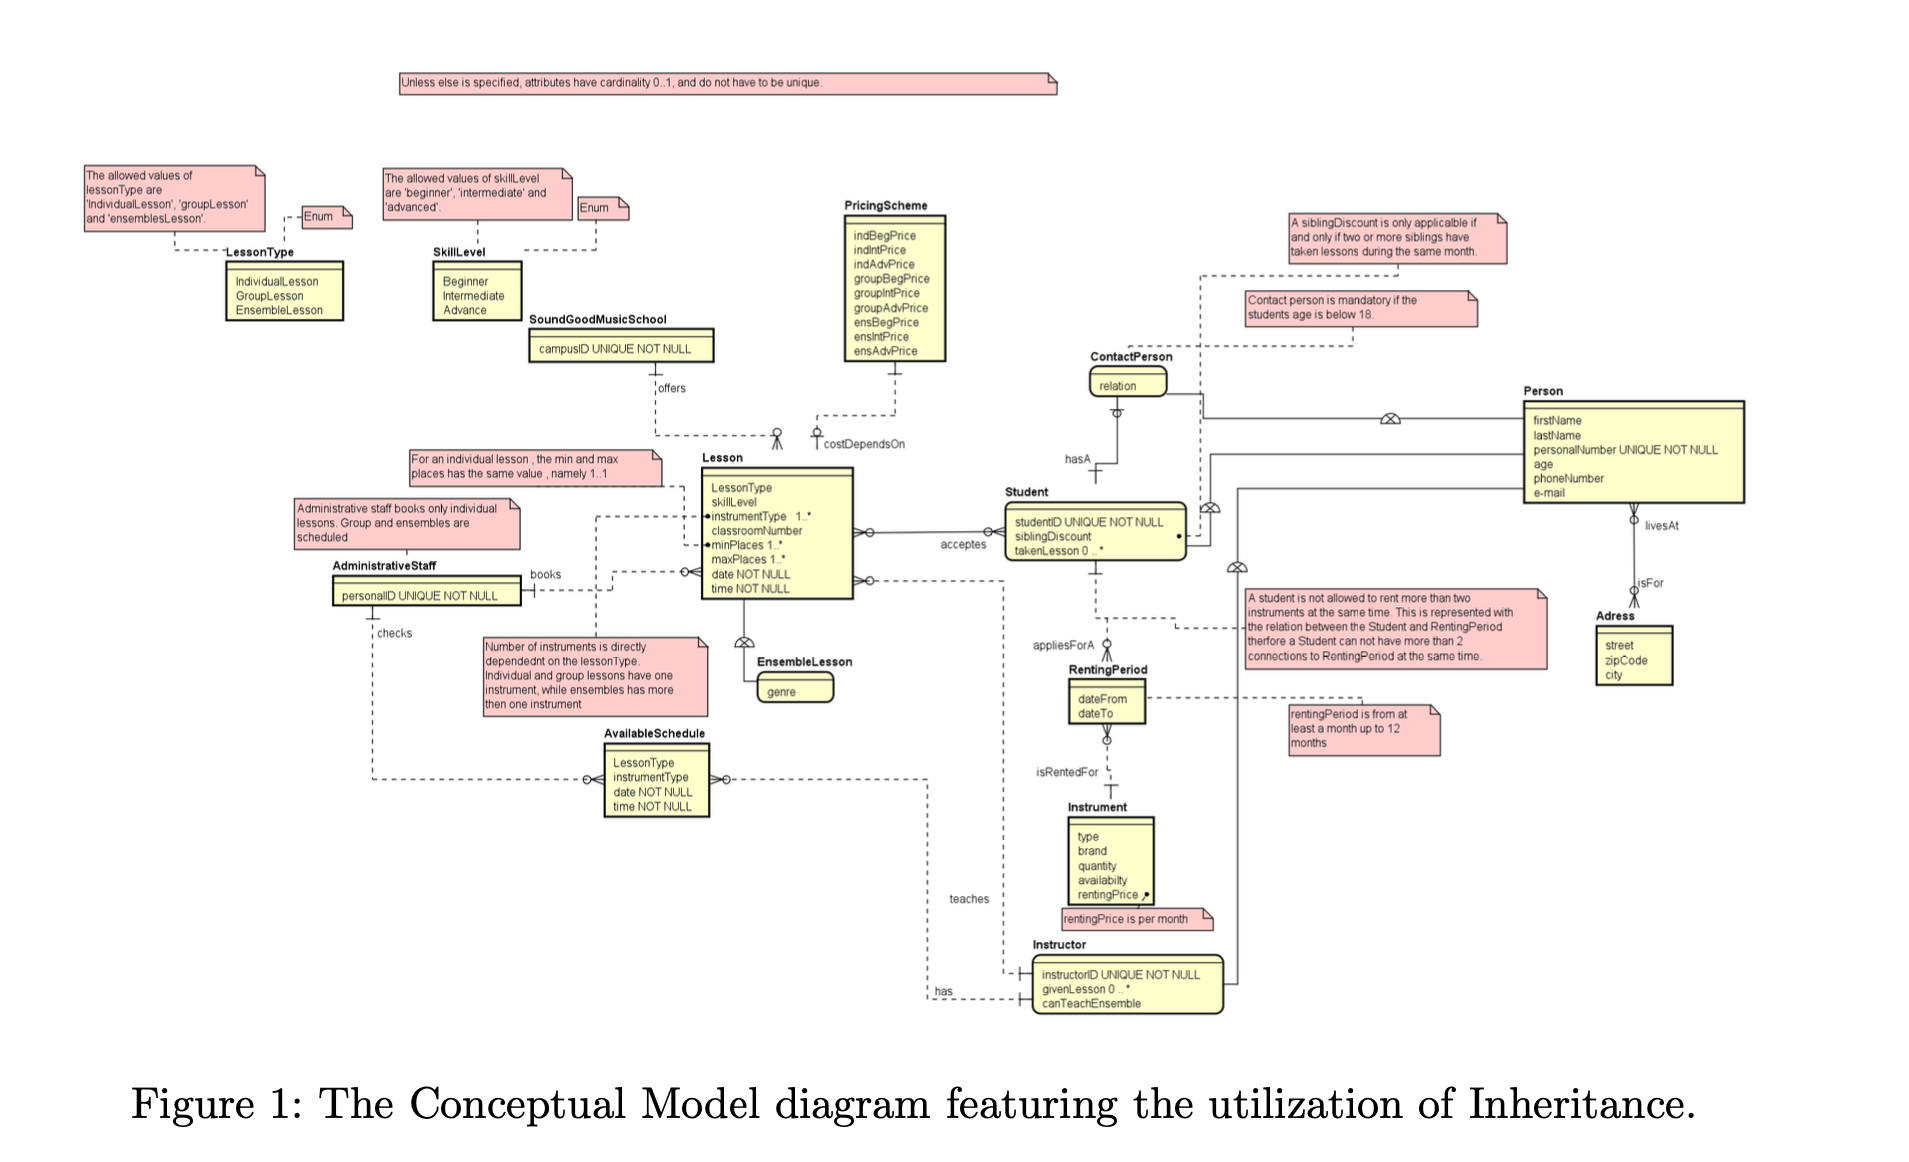 Unless else is specified, attributes have cardinality 0..1, and do not have to be unique.
The allowed values of
lessonType are
'IndividualLesson', 'groupLesson'
and 'ensemblesLesson'.
Enum
LessonType
IndividualLesson
GroupLesson
EnsembleLesson
The allowed values of skillLevel
are 'beginner', 'intermediate' and
'advanced'.
Enum
SkillLevel
Beginner
Intermediate
Advance
SoundGoodMusicSchool
campusID UNIQUE NOT NULL
offers
PricingScheme
indBegPrice
indIntPrice
indAdvPrice
groupBegPrice
groupIntPrice
groupAdvPrice
ensBegPrice
ensIntPrice
ensAdvPrice
costDependsOn
A siblingDiscount is only applicalble if
and only if two or more siblings have
taken lessons during the same month.
Contact person is mandatory if the
students age is below 18.
ContactPerson
relation
hasA
Person
firstName
lastName
personalNumber UNIQUE NOT NULL
age
phoneNumber
e-mail
livesAt
isFor
Adress
street
zipCode
city
For an individual lesson , the min and max
places has the same value , namely 1..1
Administrative staff books only individual
lessons. Group and ensembles are
scheduled
AdministrativeStaff
personalID UNIQUE NOT NULL
books
checks
Lesson
LessonType
skillLevel
instrumentType 1..*
classroomNumber
minPlaces 1..*
maxPlaces 1..*
date NOT NULL
time NOT NULL
acceptes
Student
studentID UNIQUE NOT NULL
siblingDiscount
takenLesson 0 .. *
Number of instruments is directly
dependednt on the lessonType.
Individual and group lessons have one
instrument, while ensembles has more
then one instrument
EnsembleLesson
genre
A student is not allowed to rent more than two
instruments at the same time. This is represented with
the relation between the Student and RentingPeriod
therfore a Student can not have more than 2
connections to RentingPeriod at the same time.
appliesForA
RentingPeriod
dateFrom
dateTo
rentingPeriod is from at
least a month up to 12
months
AvailableSchedule
LessonType
instrumentType
date NOT NULL
time NOT NULL
isRentedFor
Instrument
type
brand
quantity
availabilty
rentingPrice
rentingPrice is per month
teaches
has
Instructor
instructorID UNIQUE NOT NULL
givenLesson 0 .. *
canTeachEnsemble
Figure 1: The Conceptual Model diagram featuring the utilization of Inheritance.